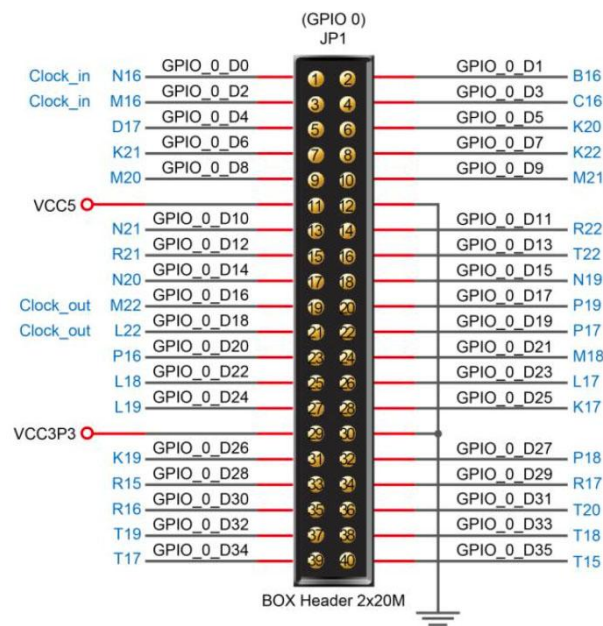 (GPIO 0)
JP1
Clock_in N16 GPIO_0_D0 1 2 GPIO_0_D1 B16
Clock_in M16 GPIO_0_D2 3 4 GPIO_0_D3 C16
D17 GPIO_0_D4 5 6 GPIO_0_D5 K20
K21 GPIO_0_D6 7 8 GPIO_0_D7 K22
M20 GPIO_0_D8 9 10 GPIO_0_D9 M21
VCC5 11 12
N21 GPIO_0_D10 13 14 GPIO_0_D11 R22
R21 GPIO_0_D12 15 16 GPIO_0_D13 T22
N20 GPIO_0_D14 17 18 GPIO_0_D15 N19
Clock_out M22 GPIO_0_D16 19 20 GPIO_0_D17 P19
Clock_out L22 GPIO_0_D18 21 22 GPIO_0_D19 P17
P16 GPIO_0_D20 23 24 GPIO_0_D21 M18
L18 GPIO_0_D22 25 26 GPIO_0_D23 L17
L19 GPIO_0_D24 27 28 GPIO_0_D25 K17
VCC3P3 29 30
K19 GPIO_0_D26 31 32 GPIO_0_D27 P18
R15 GPIO_0_D28 33 34 GPIO_0_D29 R17
R16 GPIO_0_D30 35 36 GPIO_0_D31 T20
T19 GPIO_0_D32 37 38 GPIO_0_D33 T18
T17 GPIO_0_D34 39 40 GPIO_0_D35 T15
BOX Header 2x20M